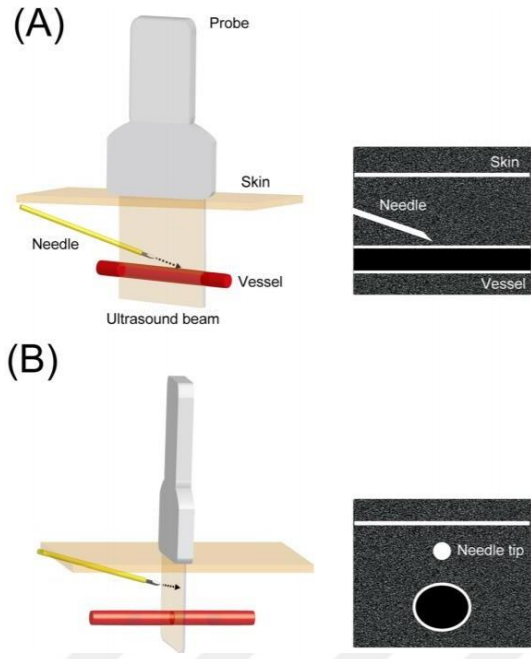 (A)
Probe
Skin
Needle
Vessel
Ultrasound beam
Skin
Needle
Vessel
(B)
Needle tip